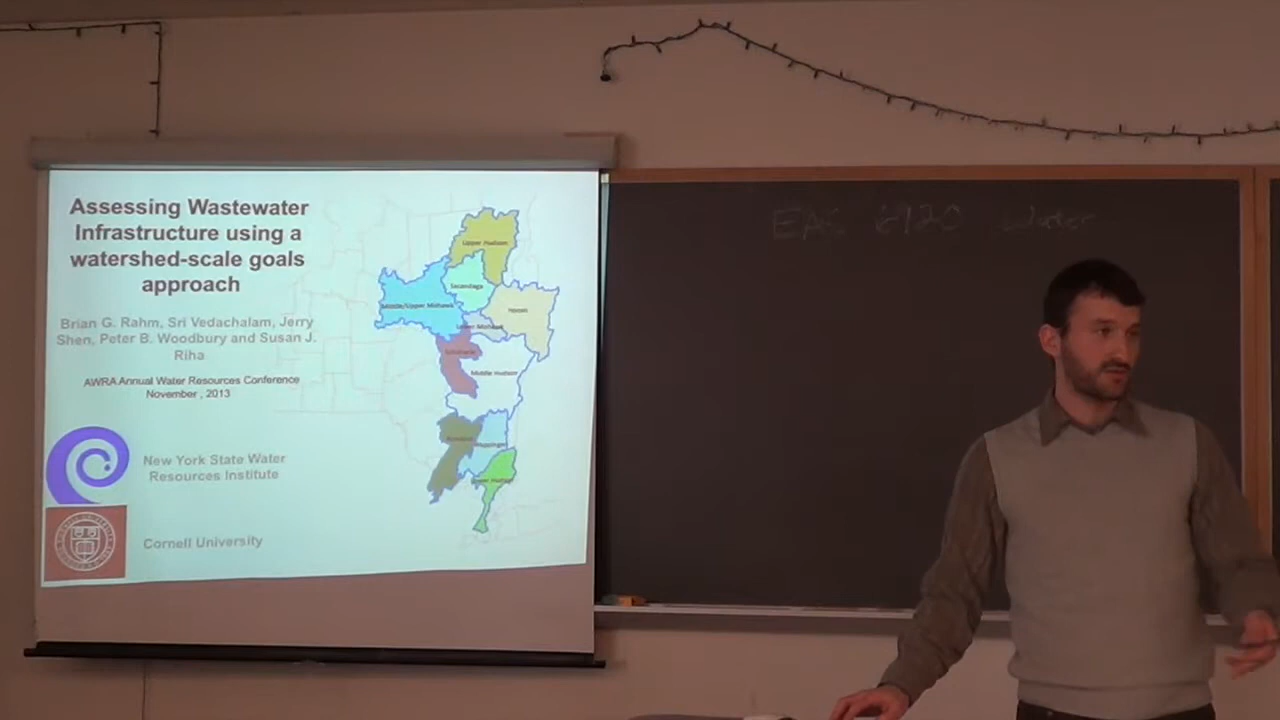 Assessing Wastewater
Infrastructure using a
watershed-scale goals
approach
Brian G. Rahm, Sri Vedachalam, Jerry
Shen, Peter B. Woodbury and Susan J.
Riha
AWRA Annual Water Resources Conference
November , 2013
New York State Water
Resources Institute
Cornell University
Upper Hudson
Sacandaga
Middle/Upper Mohawk
Hoosic
Lower Mohawk
Schoharie
Middle Hudson
Rondout
Wappinger
Lower Hudson
EAS Water